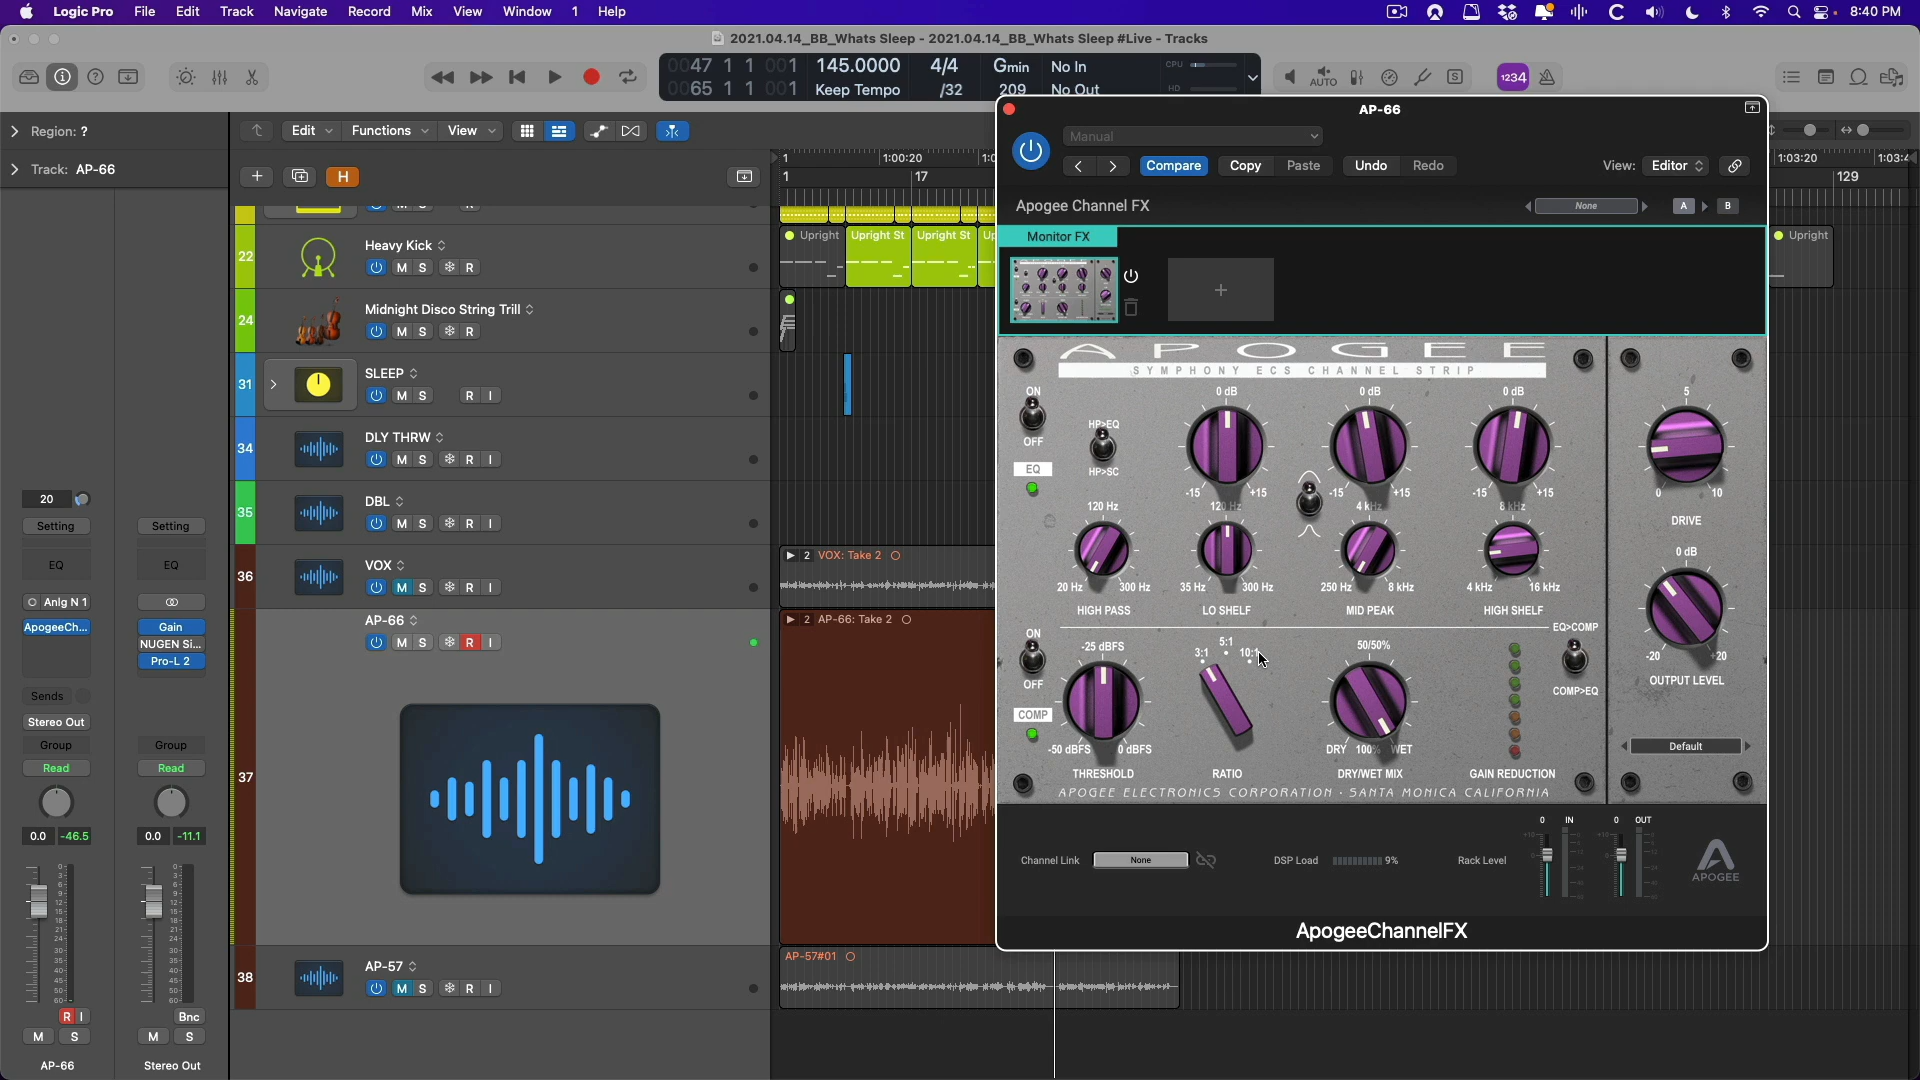 Logic Pro File Edit Track Navigate Record Mix View Window 1 Help 8:40 PM
2021.04.14_BB_Whats Sleep - 2021.04.14_BB_Whats Sleep #Live - Tracks
0047 1 1 001 145.0000 4/4 Gmin No In CPU
0065 1 1 001 Keep Tempo /32 209 No Out HD
AUTO S 1234
Region: ?
Track: AP-66
Edit Functions View
H
1 1:00:20 1:03:20
1 17 129
AP-66
Manual
Compare Copy Paste Undo Redo View: Editor
Apogee Channel FX None A B
Monitor FX
22 Heavy Kick
M S R
Upright Upright St Upright St Upright
24 Midnight Disco String Trill
M S R
31 SLEEP
M S R I
34 DLY THRW
M S R I
35 DBL
M S R I
36 VOX
M S R I
2 VOX: Take 2
37 AP-66
M S R I
2 AP-66: Take 2
38 AP-57
M S R I
AP-57#01
20
Setting Setting
EQ EQ
Anlg N 1
ApogeeCh... Gain
NUGEN Si...
Pro-L 2
Sends
Stereo Out
Group Group
Read Read
0.0 -46.5 0.0 -11.1
R I Bnc
M S M S
AP-66 Stereo Out
APOGEE
SYMPHONY ECS CHANNEL STRIP
ON 0 dB 0 dB 0 dB 5
HP>EQ
OFF
EQ HP>SC
-15 +15 -15 +15 -15 +15 0 10
120 Hz 120 Hz 4 kHz 8 kHz
DRIVE
0 dB
20 Hz 300 Hz 35 Hz 300 Hz 250 Hz 8 kHz 4 kHz 16 kHz
HIGH PASS LO SHELF MID PEAK HIGH SHELF
EQ>COMP
ON -25 dBFS 3:1 5:1 10:1 50/50%
-20 +20
OFF OUTPUT LEVEL
COMP>EQ
COMP
-50 dBFS 0 dBFS DRY 100% WET Default
THRESHOLD RATIO DRY/WET MIX GAIN REDUCTION
APOGEE ELECTRONICS CORPORATION · SANTA MONICA CALIFORNIA
0 IN 0 OUT
Channel Link None DSP Load 9% Rack Level
APOGEE
ApogeeChannelFX